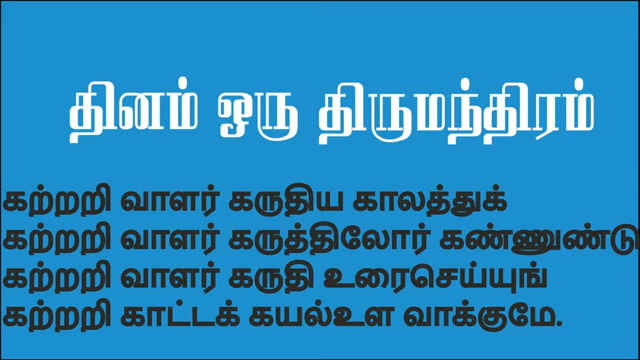 தினம் ஒரு திருமந்திரம்
கற்றறி வாளர் கருதிய காலத்துக்
கற்றறி வாளர் கருத்திலோர் கண்ணுண்டு
கற்றறி வாளர் கருதி உரைசெய்யுங்
கற்றறி காட்டக் கயல்உள வாக்குமே.